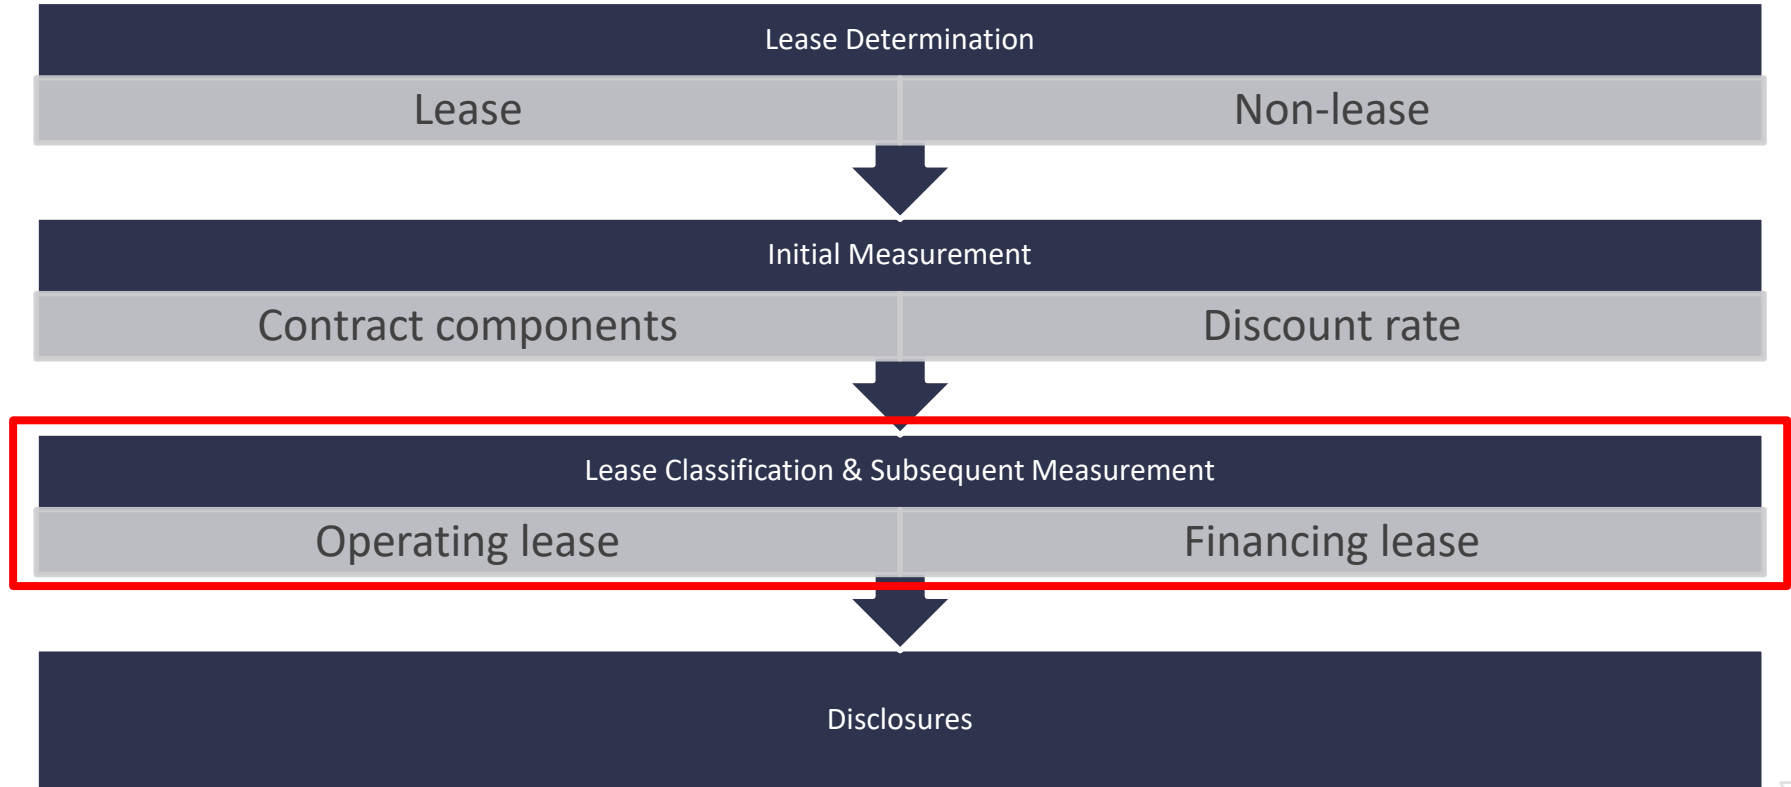 Lease Determination
Lease
Non-lease
Initial Measurement
Contract components
Discount rate
Lease Classification & Subsequent Measurement
Operating lease
Financing lease
Disclosures